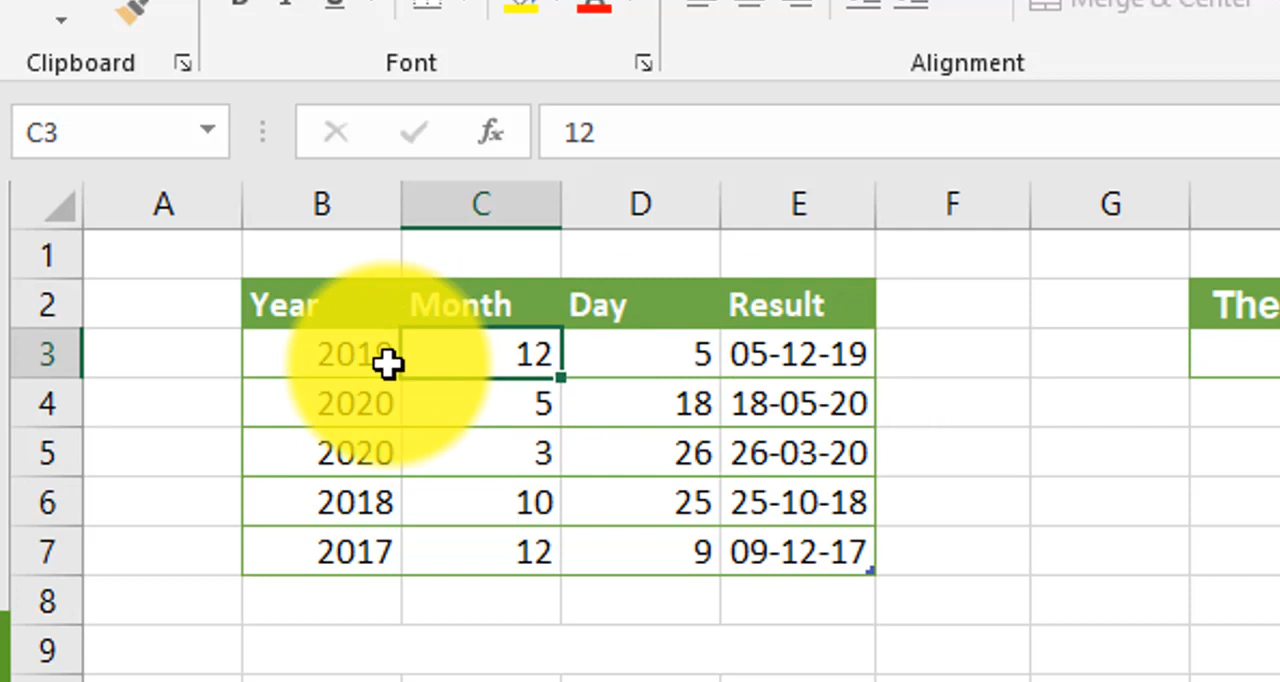 Merge & Center
Clipboard Font Alignment
C3 fx 12
A B C D E F G
1
2 Year Month Day Result The
3 2019 12 5 05-12-19
4 2020 5 18 18-05-20
5 2020 3 26 26-03-20
6 2018 10 25 25-10-18
7 2017 12 9 09-12-17
8
9